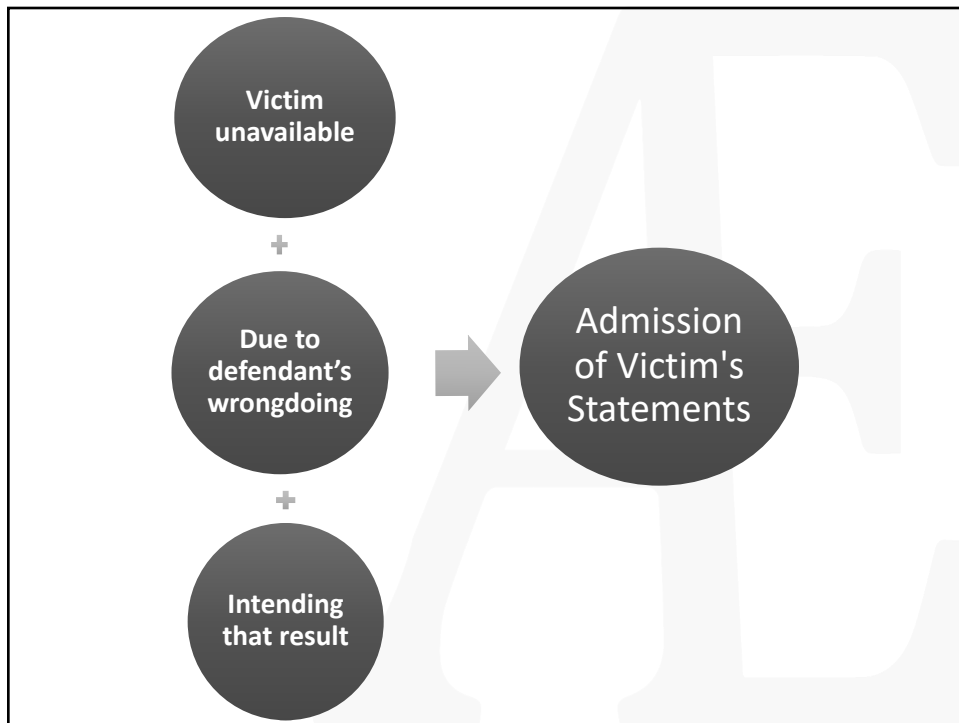 Victim
unavailable
+
Due to
defendant's
wrongdoing
+
Intending
that result
Admission
of Victim's
Statements